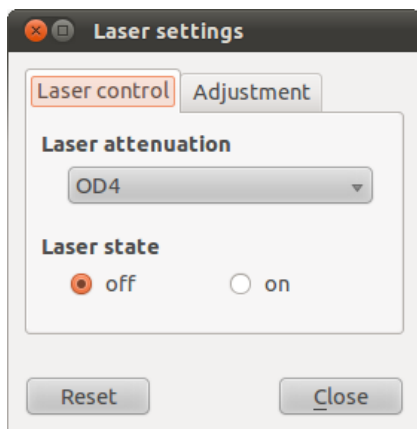 Laser settings
Laser control Adjustment
Laser attenuation
OD4
Laser state
off on
Reset Close